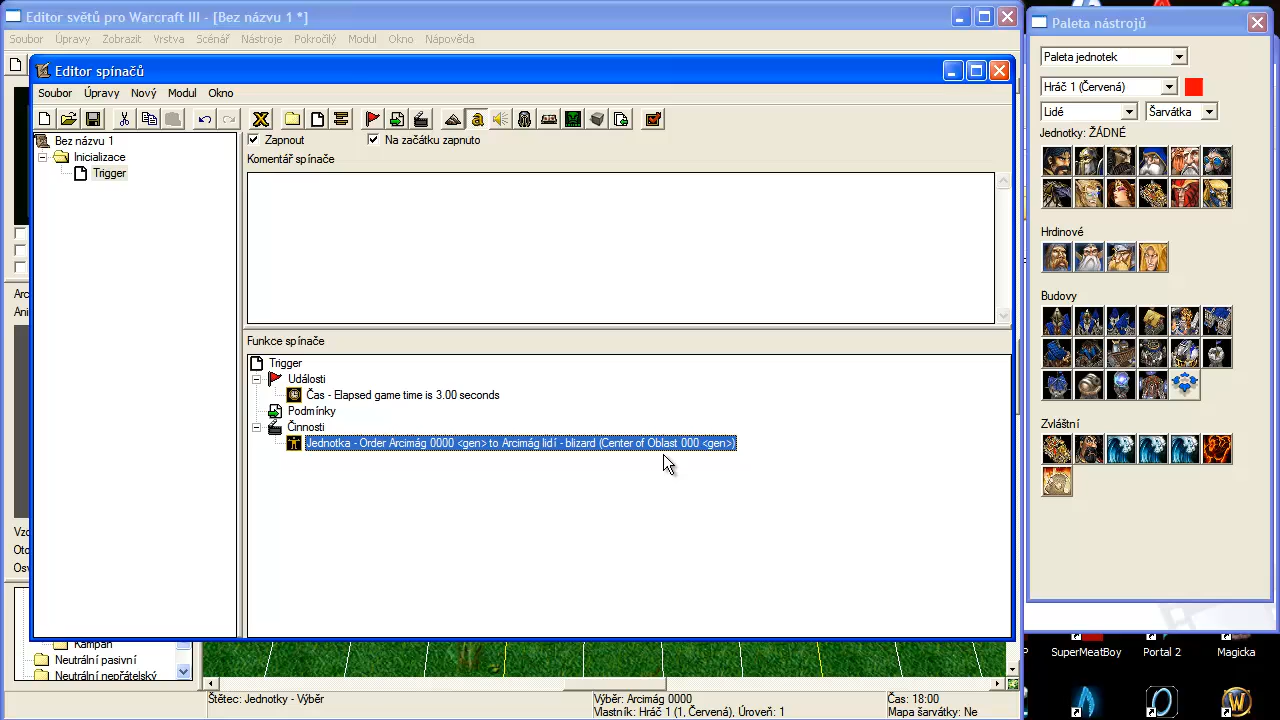 Editor světů pro Warcraft III - [Bez názvu 1 *]
Soubor Úpravy Zobrazit Vrstva Scénář Nástroje Pokročilý Modul Okno Nápověda
Editor spínačů
Soubor Úpravy Nový Modul Okno
Bez názvu 1
Inicializace
Trigger
Zapnout
Na začátku zapnuto
Komentář spínače
Funkce spínače
Trigger
Události
Čas - Elapsed game time is 3.00 seconds
Podmínky
Činnosti
Jednotka - Order Arcimág 0000 <gen> to Arcimág lidí - blizard (Center of Oblast 000 <gen>)
Arc
Ani
Vzo
Oto
Osv
Kampaň
Neutrální pasivní
Neutrální nepřátelský
Štětec: Jednotky - Výběr
Výběr: Arcimág 0000
Vlastník: Hráč 1 (1, Červená), Úroveň: 1
Čas: 18:00
Mapa šarvátky: Ne
Paleta nástrojů
Paleta jednotek
Hráč 1 (Červená)
Lidé
Šarvátka
Jednotky: ŽÁDNÉ
Hrdinové
Budovy
Zvláštní
SuperMeatBoy
Portal 2
Magicka